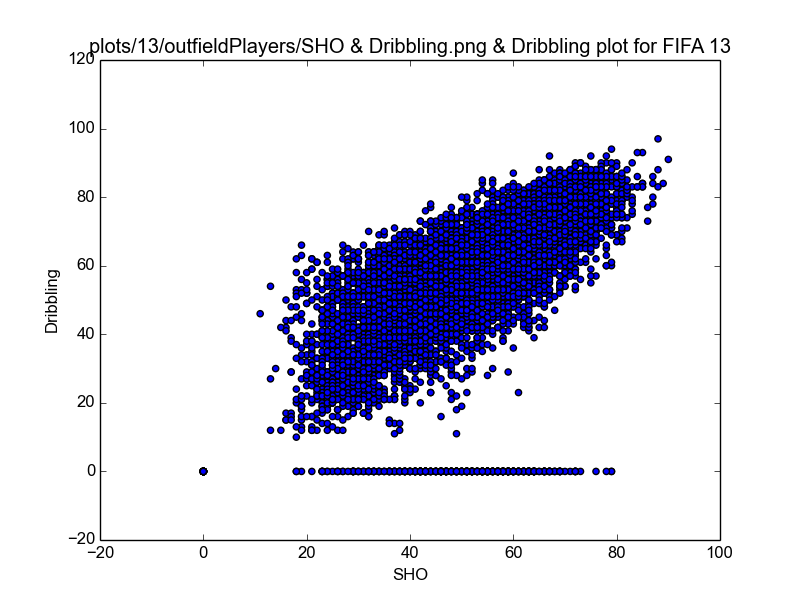 plots/13/outfieldPlayers/SHO & Dribbling.png & Dribbling plot for FIFA 13
120
100
80
60
40
20
0
−20
Dribbling
−20 0 20 40 60 80 100
SHO